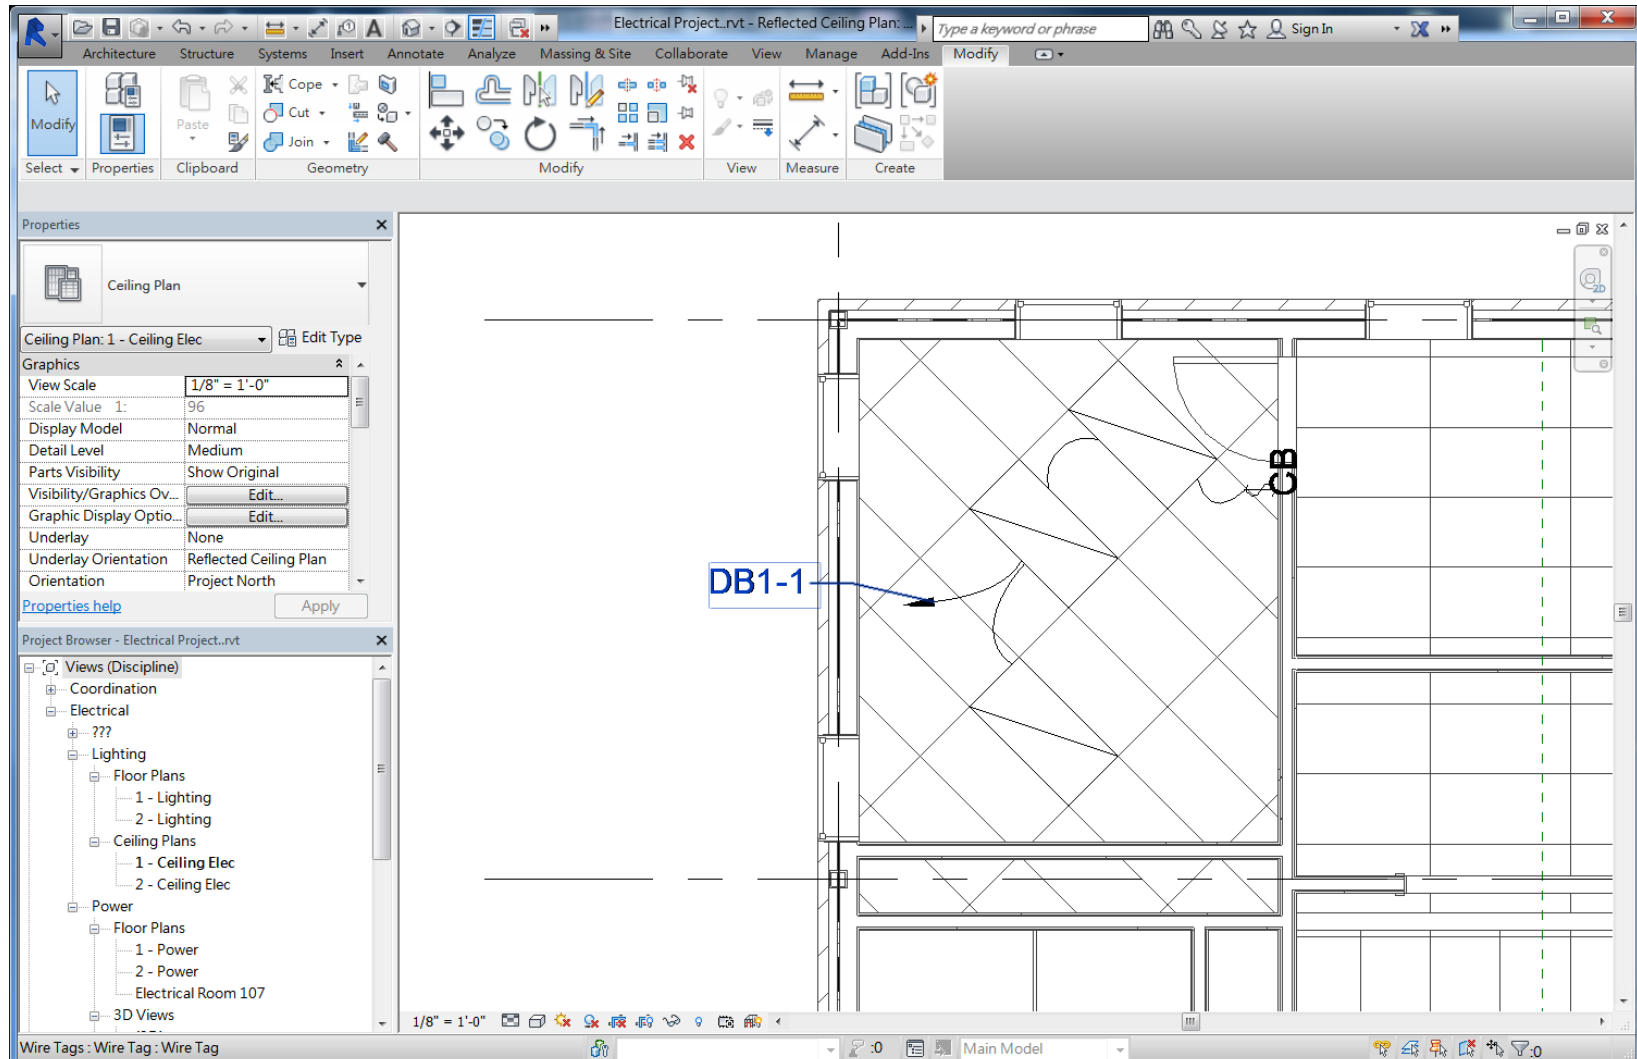 Electrical Project..rvt - Reflected Ceiling Plan: ...
Type a keyword or phrase
Sign In
Architecture Structure Systems Insert Annotate Analyze Massing & Site Collaborate View Manage Add-Ins Modify
Modify
Paste
Cope
Cut
Join
Select Properties Clipboard Geometry Modify View Measure Create
Properties
Ceiling Plan
Ceiling Plan: 1 - Ceiling Elec Edit Type
Graphics
View Scale 1/8" = 1'-0"
Scale Value 1: 96
Display Model Normal
Detail Level Medium
Parts Visibility Show Original
Visibility/Graphics Ov... Edit...
Graphic Display Optio... Edit...
Underlay None
Underlay Orientation Reflected Ceiling Plan
Orientation Project North
Properties help Apply
Project Browser - Electrical Project..rvt
Views (Discipline)
Coordination
Electrical
???
Lighting
Floor Plans
1 - Lighting
2 - Lighting
Ceiling Plans
1 - Ceiling Elec
2 - Ceiling Elec
Power
Floor Plans
1 - Power
2 - Power
Electrical Room 107
3D Views
2D
CB
DB1-1
1/8" = 1'-0"
Wire Tags : Wire Tag : Wire Tag
:0
Main Model
:0